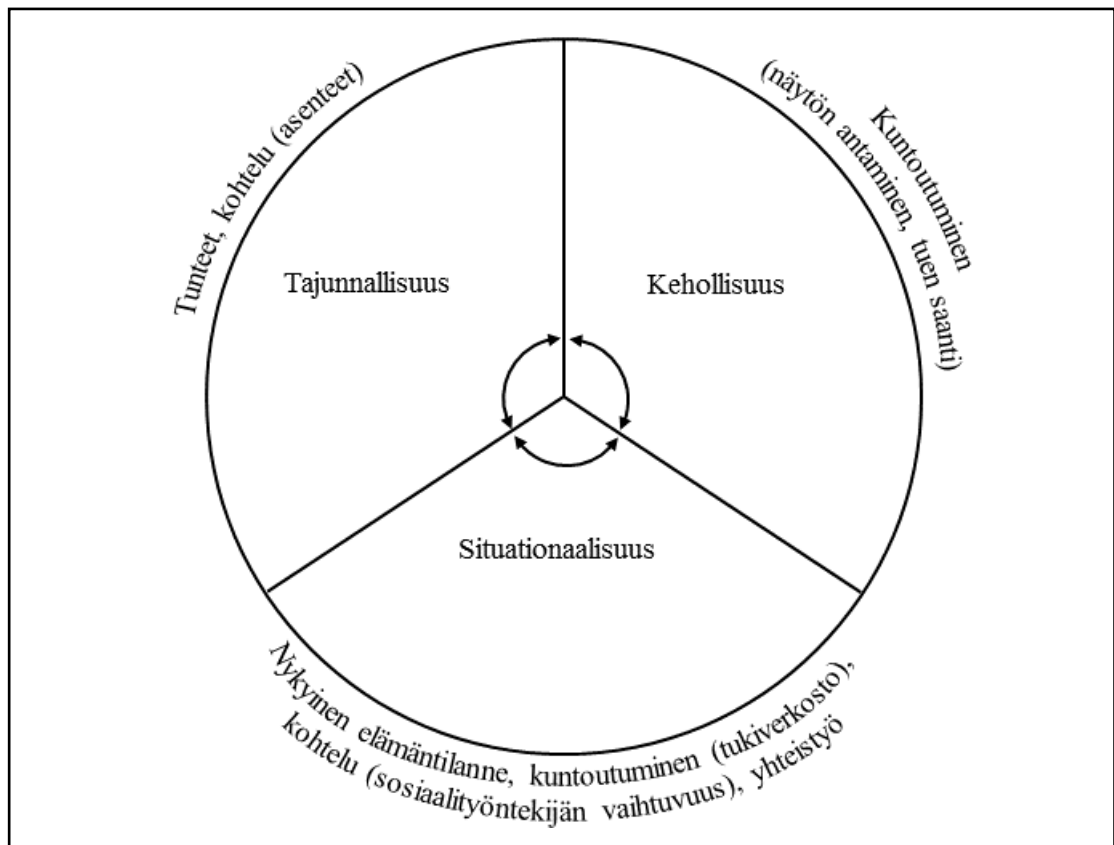 Tunteet, kohtelu (asenteet)
Kuntoutuminen
(näytön antaminen, tuen saanti)
Tajunnallisuus
Kehollisuus
Situationaalisuus
Nykyinen elämäntilanne, kuntoutuminen (tukiverkosto),
kohtelu (sosiaalityöntekijän vaihtuvuus), yhteistyö